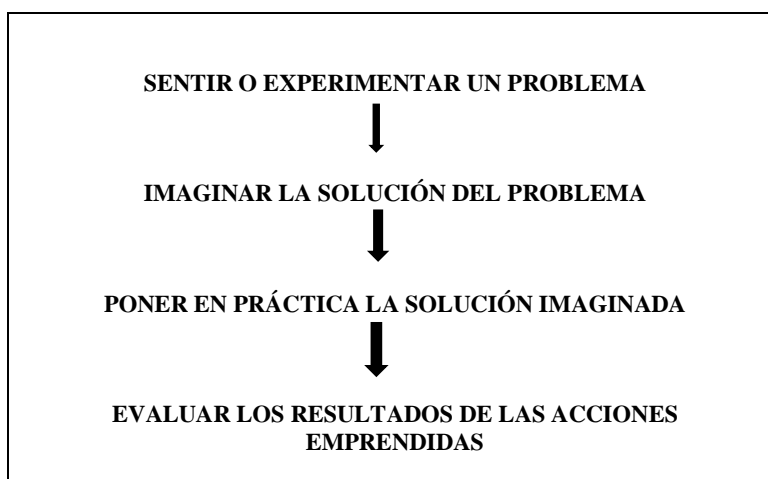 SENTIR O EXPERIMENTAR UN PROBLEMA
IMAGINAR LA SOLUCIÓN DEL PROBLEMA
PONER EN PRÁCTICA LA SOLUCIÓN IMAGINADA
EVALUAR LOS RESULTADOS DE LAS ACCIONES
EMPRENDIDAS